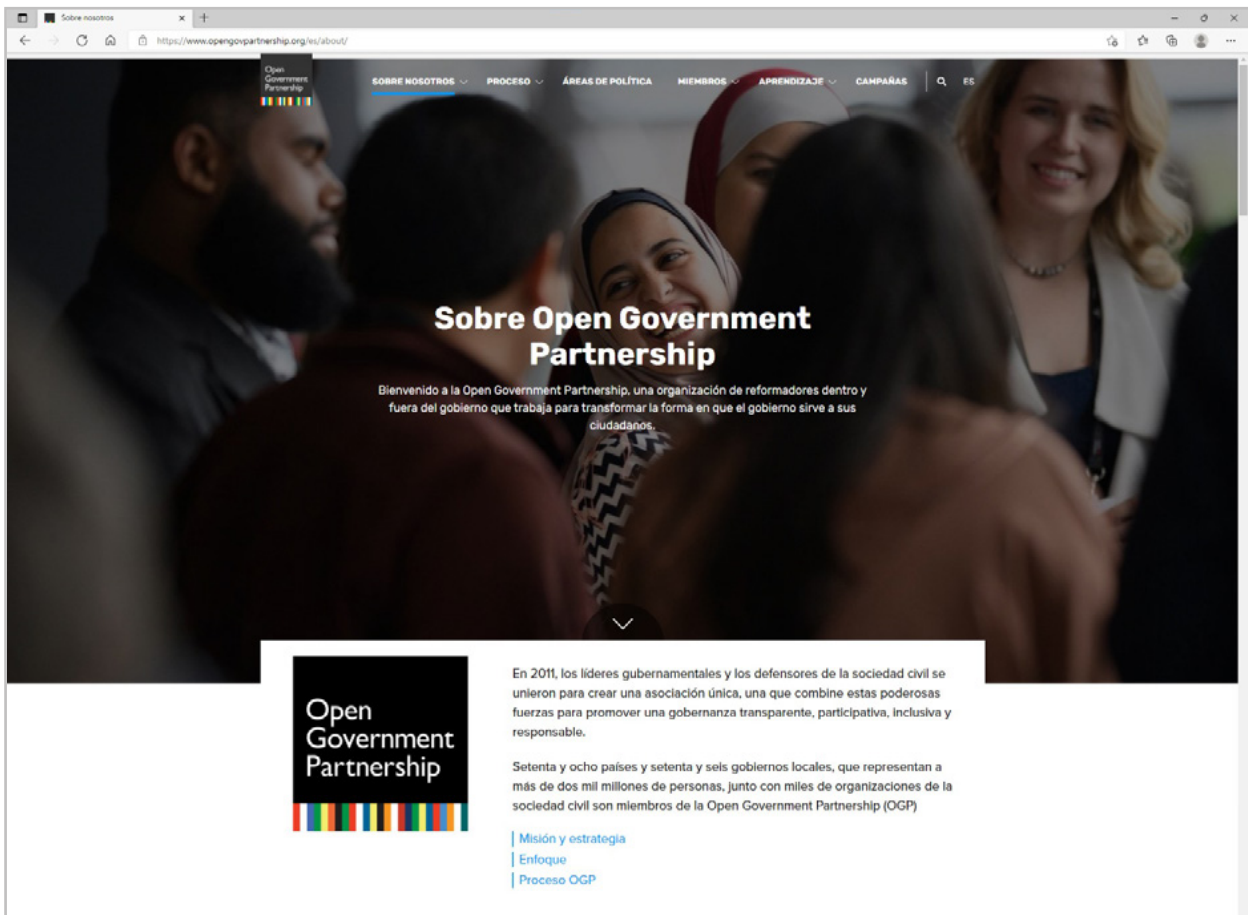 Sobre nosotros
https://www.opengovpartnership.org/es/about/
Open
Government
Partnership
SOBRE NOSOTROS PROCESO ÁREAS DE POLÍTICA MIEMBROS APRENDIZAJE CAMPAÑAS ES
Sobre Open Government
Partnership
Bienvenido a la Open Government Partnership, una organización de reformadores dentro y
fuera del gobierno que trabaja para transformar la forma en que el gobierno sirve a sus
ciudadanos.
Open
Government
Partnership
En 2011, los líderes gubernamentales y los defensores de la sociedad civil se
unieron para crear una asociación única, una que combine estas poderosas
fuerzas para promover una gobernanza transparente, participativa, inclusiva y
responsable.
Setenta y ocho países y setenta y seis gobiernos locales, que representan a
más de dos mil millones de personas, junto con miles de organizaciones de la
sociedad civil son miembros de la Open Government Partnership (OGP)
Misión y estrategia
Enfoque
Proceso OGP